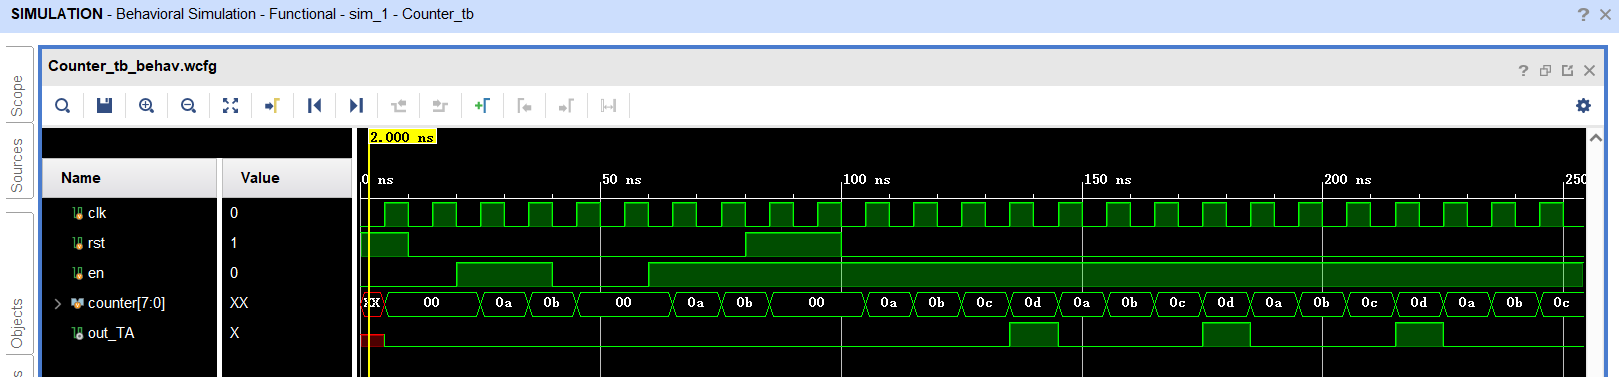 SIMULATION - Behavioral Simulation - Functional - sim_1 - Counter_tb
Scope
Sources
Objects
Counter_tb_behav.wcfg
2.000 ns
Name Value
0 ns 50 ns 100 ns 150 ns 200 ns 250
clk 0
rst 1
en 0
counter[7:0] XX XX 00 0a 0b 00 0a 0b 00 0a 0b 0c 0d 0a 0b 0c 0d 0a 0b 0c 0d 0a 0b 0c
out_TA X